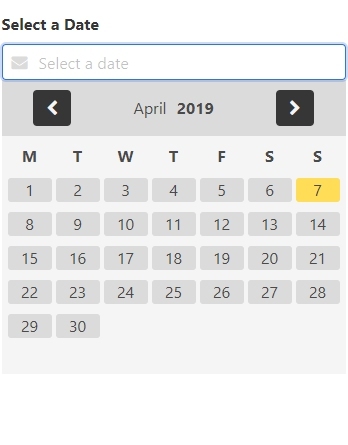 Select a Date
Select a date
April 2019
M T W T F S S
1 2 3 4 5 6 7
8 9 10 11 12 13 14
15 16 17 18 19 20 21
22 23 24 25 26 27 28
29 30